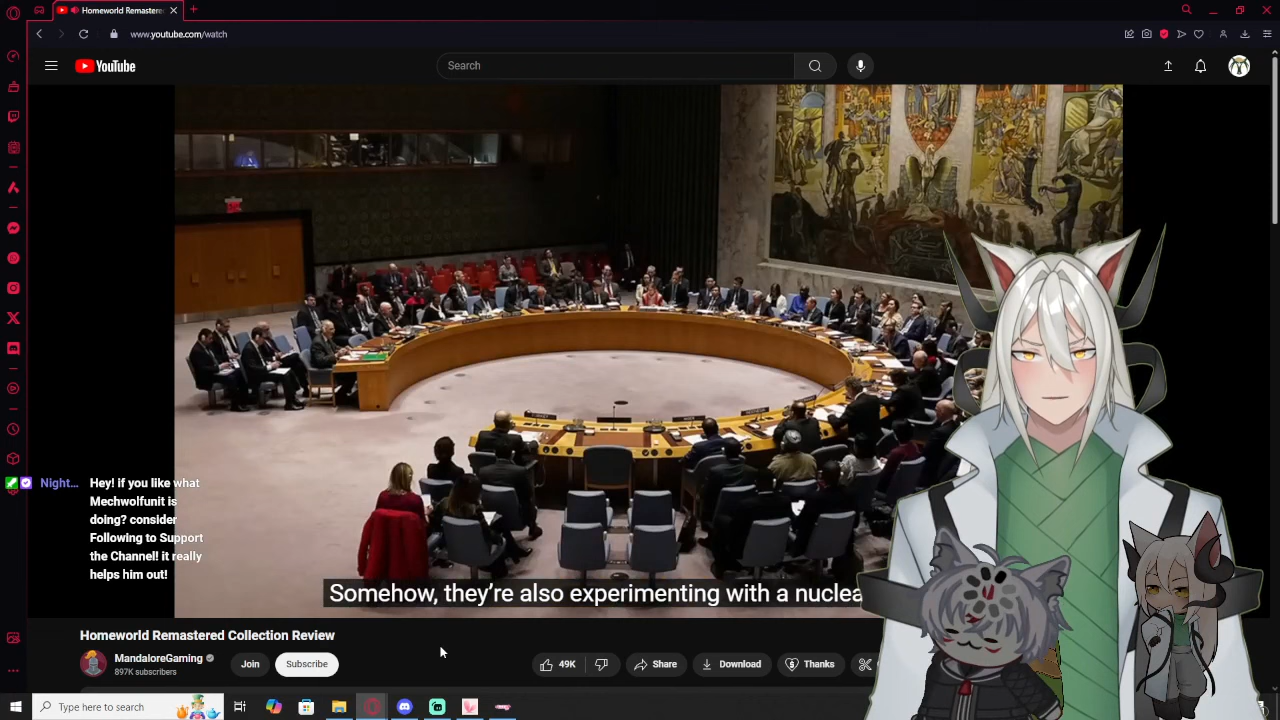 Homeworld Remastere
www.youtube.com/watch
YouTube
Search
Night... Hey! if you like what
Mechwolfunit is
doing? consider
Following to Support
the Channel! it really
helps him out!
Somehow, they're also experimenting with a nuclea
Homeworld Remastered Collection Review
MandaloreGaming
897K subscribers
Join
Subscribe
49K
Share
Download
Thanks
Type here to search